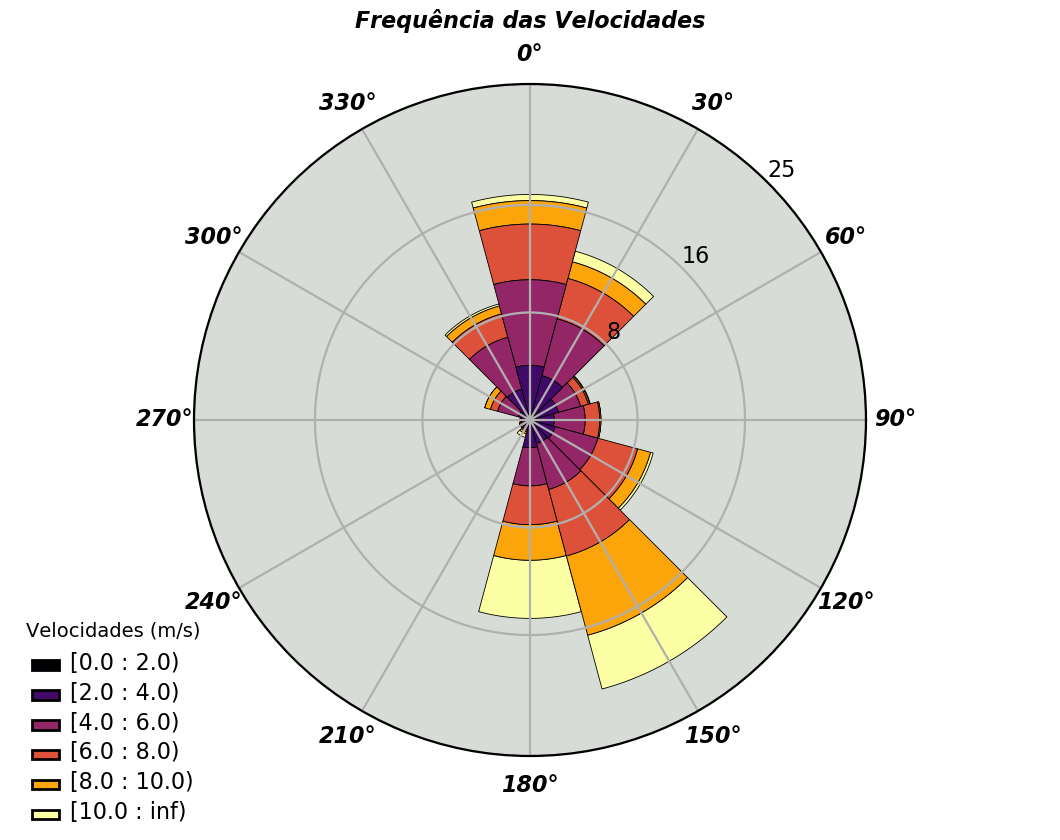 Frequência das Velocidades
0°
330°
30°
25
300°
60°
16
8
270°
90°
240°
120°
210°
150°
180°
Velocidades (m/s)
[0.0 : 2.0)
[2.0 : 4.0)
[4.0 : 6.0)
[6.0 : 8.0)
[8.0 : 10.0)
[10.0 : inf)